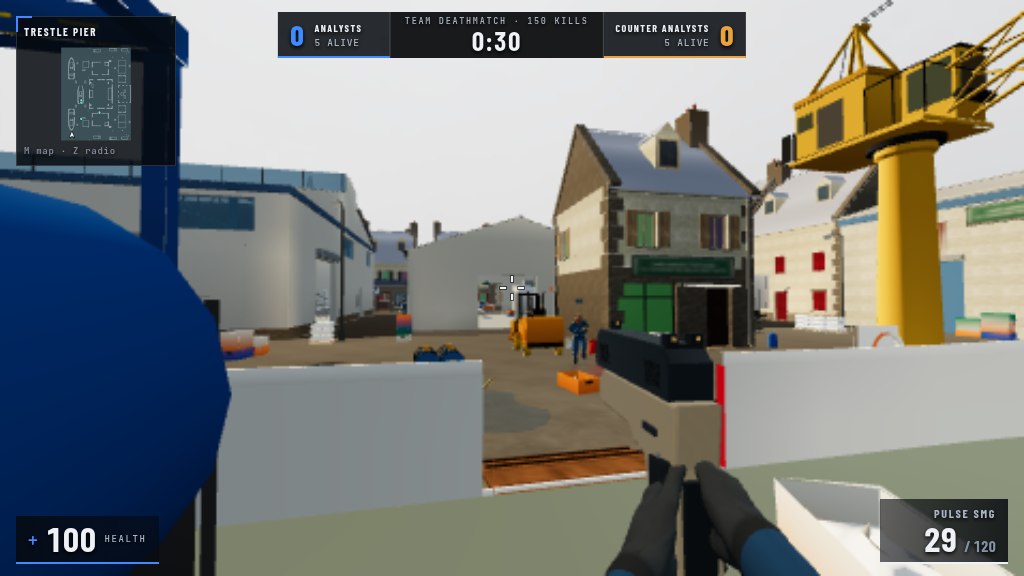 TRESTLE PIER
M map · Z radio
0
ANALYSTS
5 ALIVE
TEAM DEATHMATCH · 150 KILLS
0:30
COUNTER ANALYSTS
5 ALIVE
0
+ 100 HEALTH
PULSE SMG
29 / 120